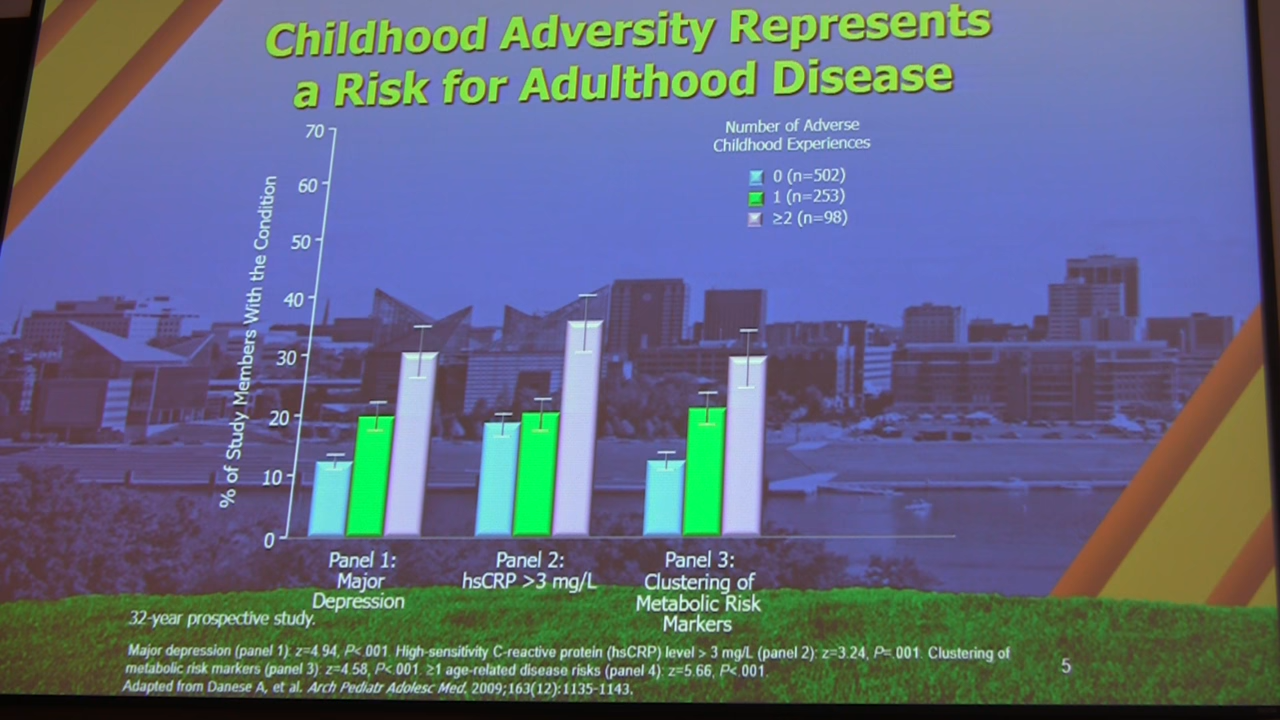 Childhood Adversity Represents
a Risk for Adulthood Disease
Number of Adverse
Childhood Experiences
0 (n=502)
1 (n=253)
≥2 (n=98)
% of Study Members With the Condition
70
60
50
40
30
20
10
0
Panel 1:
Major
Depression
Panel 2:
hsCRP >3 mg/L
Panel 3:
Clustering of
Metabolic Risk
Markers
32-year prospective study.
Major depression (panel 1): z=4.94, P<.001. High-sensitivity C-reactive protein (hsCRP) level > 3 mg/L (panel 2): z=3.24, P=.001. Clustering of
metabolic risk markers (panel 3): z=4.58, P<.001. ≥1 age-related disease risks (panel 4): z=5.66, P<.001.
Adapted from Danese A, et al. Arch Pediatr Adolesc Med. 2009;163(12):1135-1143.
5